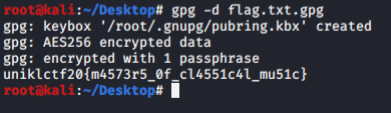 root@kali:~/Desktop# gpg -d flag.txt.gpg
gpg: keybox '/root/.gnupg/pubring.kbx' created
gpg: AES256 encrypted data
gpg: encrypted with 1 passphrase
uniklctf20{m4573r5_0f_cl4551c4l_mu51c}
root@kali:~/Desktop#